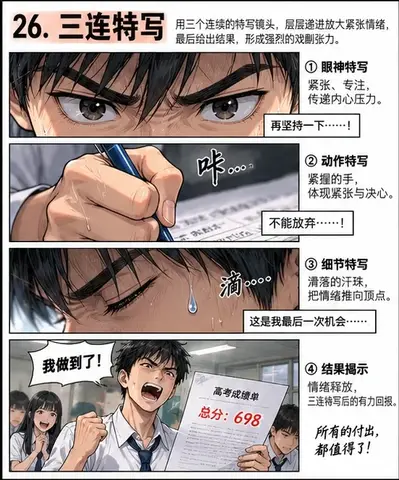 26. 三连特写
用三个连续的特写镜头，层层递进放大紧张情绪，
最后给出结果，形成强烈的戏剧张力。
① 眼神特写
紧张、专注，
传递内心压力。
再坚持一下……！
② 动作特写
紧握的手，
体现紧张与决心。
咔…
不能放弃……！
③ 细节特写
滑落的汗珠，
把情绪推向顶点。
滴….
这是我最后一次机会……
④ 结果揭示
情绪释放，
三连特写后的有力回报。
我做到了！
高考成绩单
总分：698
所有的付出，
都值得了！